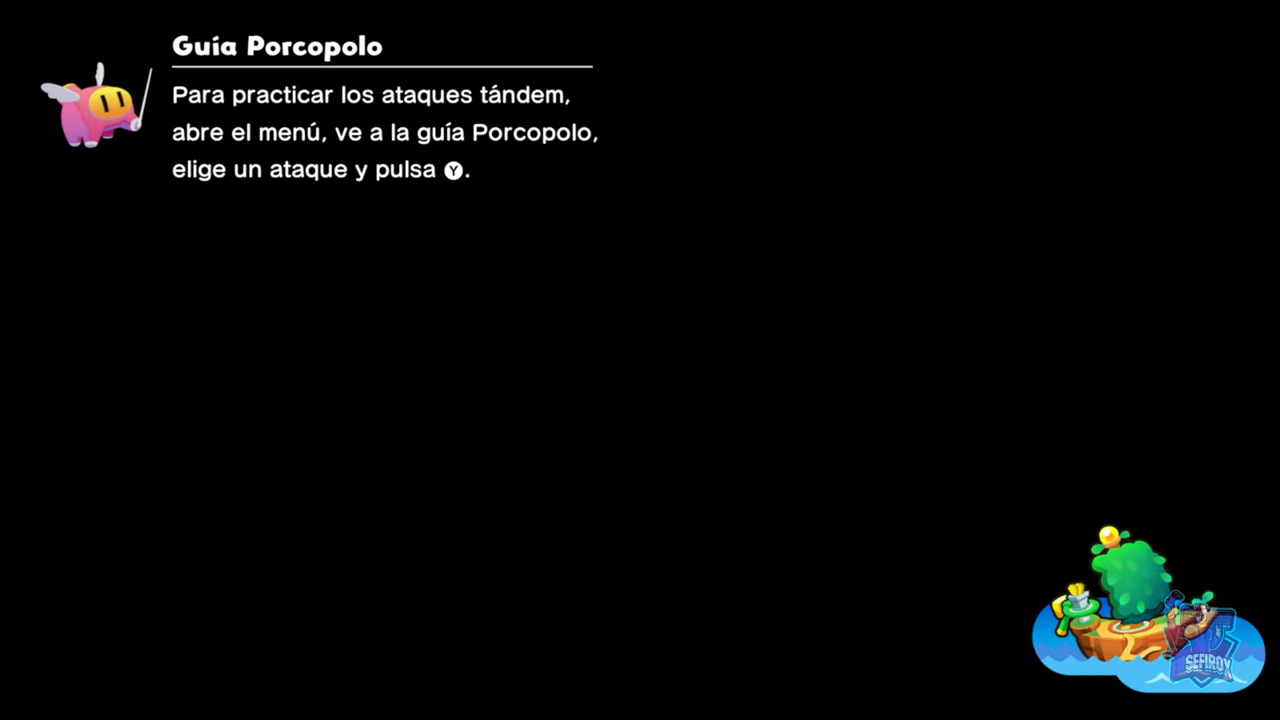 Guía Porcopolo
Para practicar los ataques tándem,
abre el menú, ve a la guía Porcopolo,
elige un ataque y pulsa Y.
SEFIROX